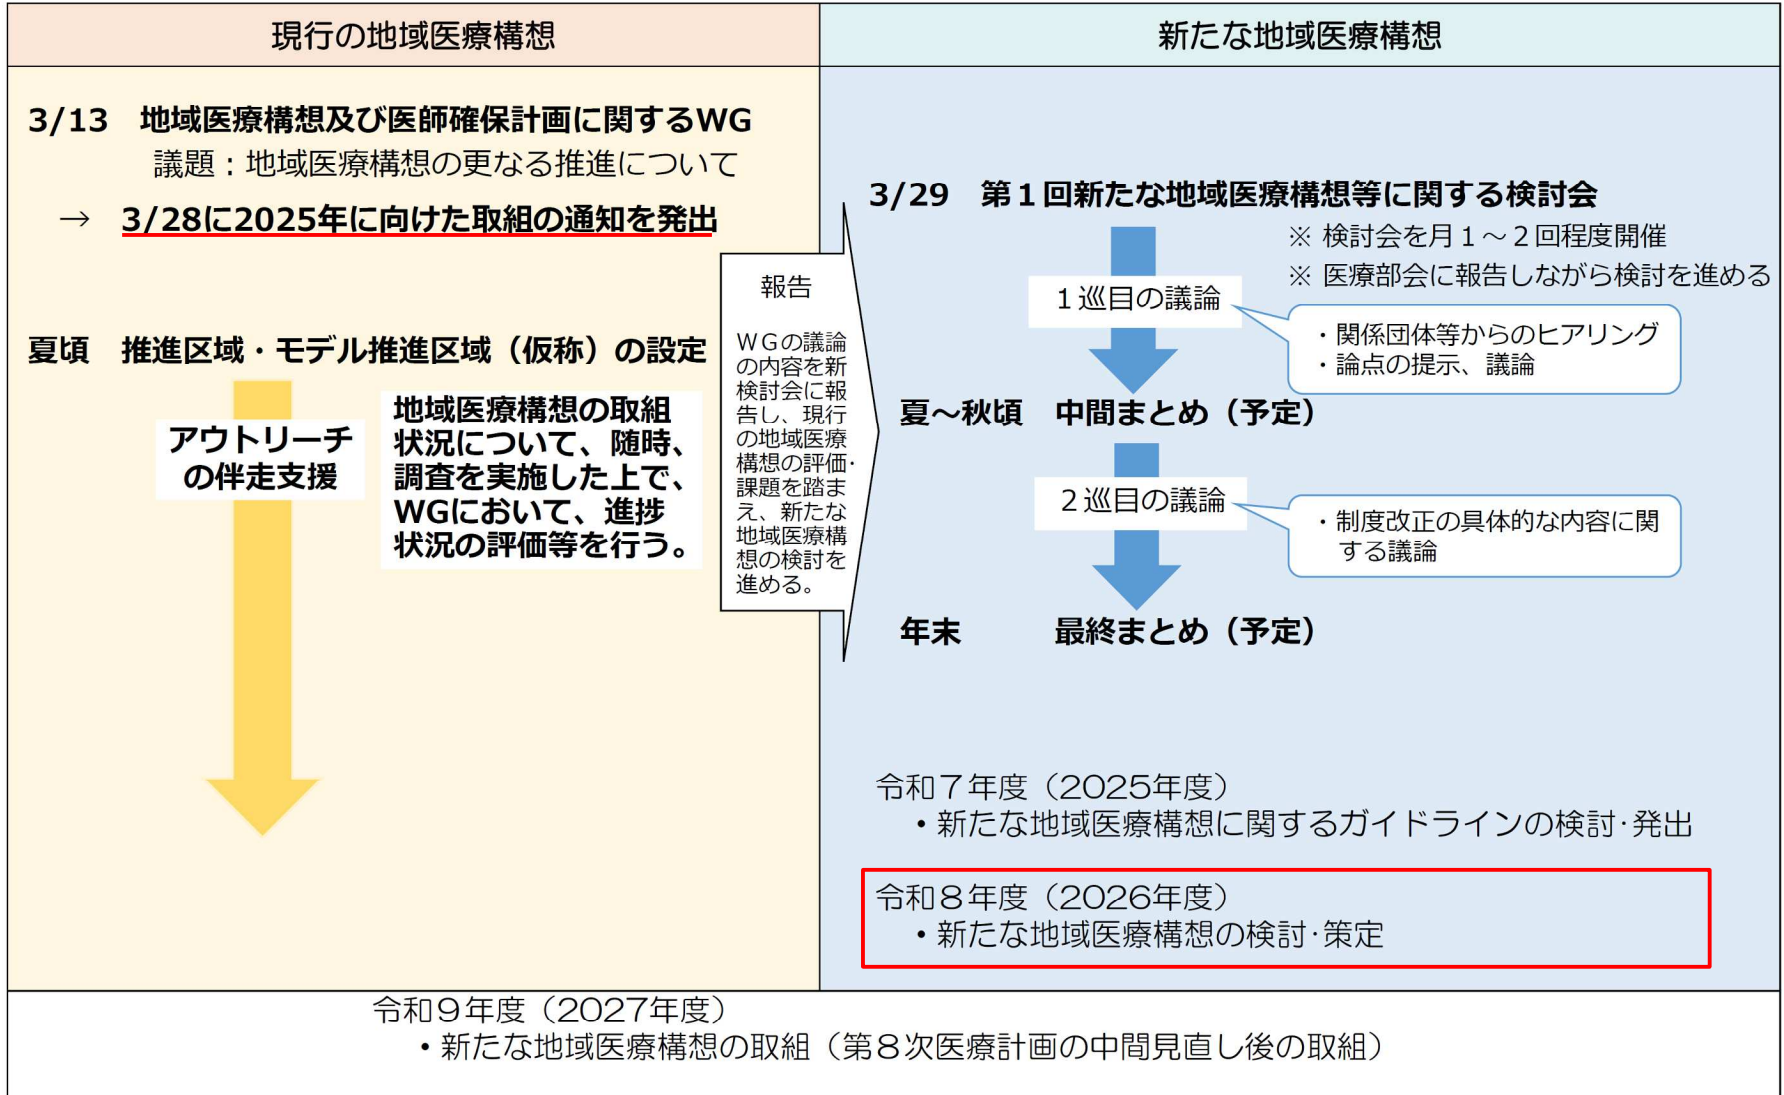 現行の地域医療構想
3/13　地域医療構想及び医師確保計画に関するWG
議題：地域医療構想の更なる推進について
→　3/28に2025年に向けた取組の通知を発出
夏頃　推進区域・モデル推進区域（仮称）の設定
アウトリーチ
の伴走支援
地域医療構想の取組
状況について、随時、
調査を実施した上で、
WGにおいて、進捗
状況の評価等を行う。
報告
ＷＧの議論
の内容を新
検討会に報
告し、現行
の地域医療
構想の評価･
課題を踏ま
え、新たな
地域医療構
想の検討を
進める。
新たな地域医療構想
3/29　第１回新たな地域医療構想等に関する検討会
※ 検討会を月１～２回程度開催
※ 医療部会に報告しながら検討を進める
１巡目の議論
・関係団体等からのヒアリング
・論点の提示、議論
夏～秋頃　中間まとめ（予定）
２巡目の議論
・制度改正の具体的な内容に関
する議論
年末　　　最終まとめ（予定）
令和７年度（2025年度）
・新たな地域医療構想に関するガイドラインの検討･発出
令和８年度（2026年度）
・新たな地域医療構想の検討･策定
令和９年度（2027年度）
・新たな地域医療構想の取組（第８次医療計画の中間見直し後の取組）